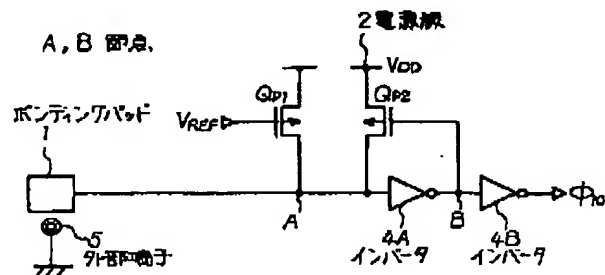 2 電源線
A, B 節点
VDD
QP1
QP2
ボンディングパッド
1
VREF
A
B
φ10
5
外部端子
4A
インバータ
4B
インバータ